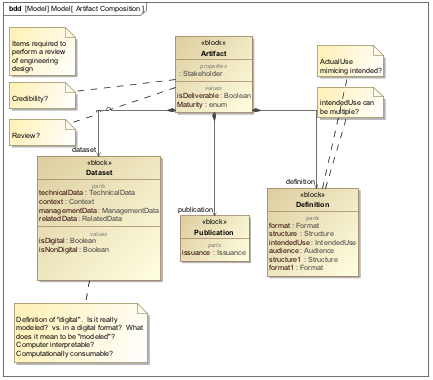 bdd [Model] Model[ Artifact Composition]
Items required to
perform a review
of engineering
design
Credibility?
Review?
«block»
Artifact
properties
: Stakeholder
values
isDeliverable : Boolean
Maturity : enum
ActualUse
mimicing intended?
intendedUse can
be multiple?
dataset
publication
definition
«block»
Dataset
parts
technicalData : TechnicalData
context : Context
managementData : ManagementData
relatedData : RelatedData
values
isDigital : Boolean
isNonDigital : Boolean
«block»
Publication
parts
issuance : Issuance
«block»
Definition
parts
format : Format
structure : Structure
intendedUse : IntendedUse
audience : Audience
structure1 : Structure
format1 : Format
Definition of "digital". Is it really
modeled? vs. in a digital format? What
does it mean to be "modeled"?
Computer interpretable?
Computationally consumable?